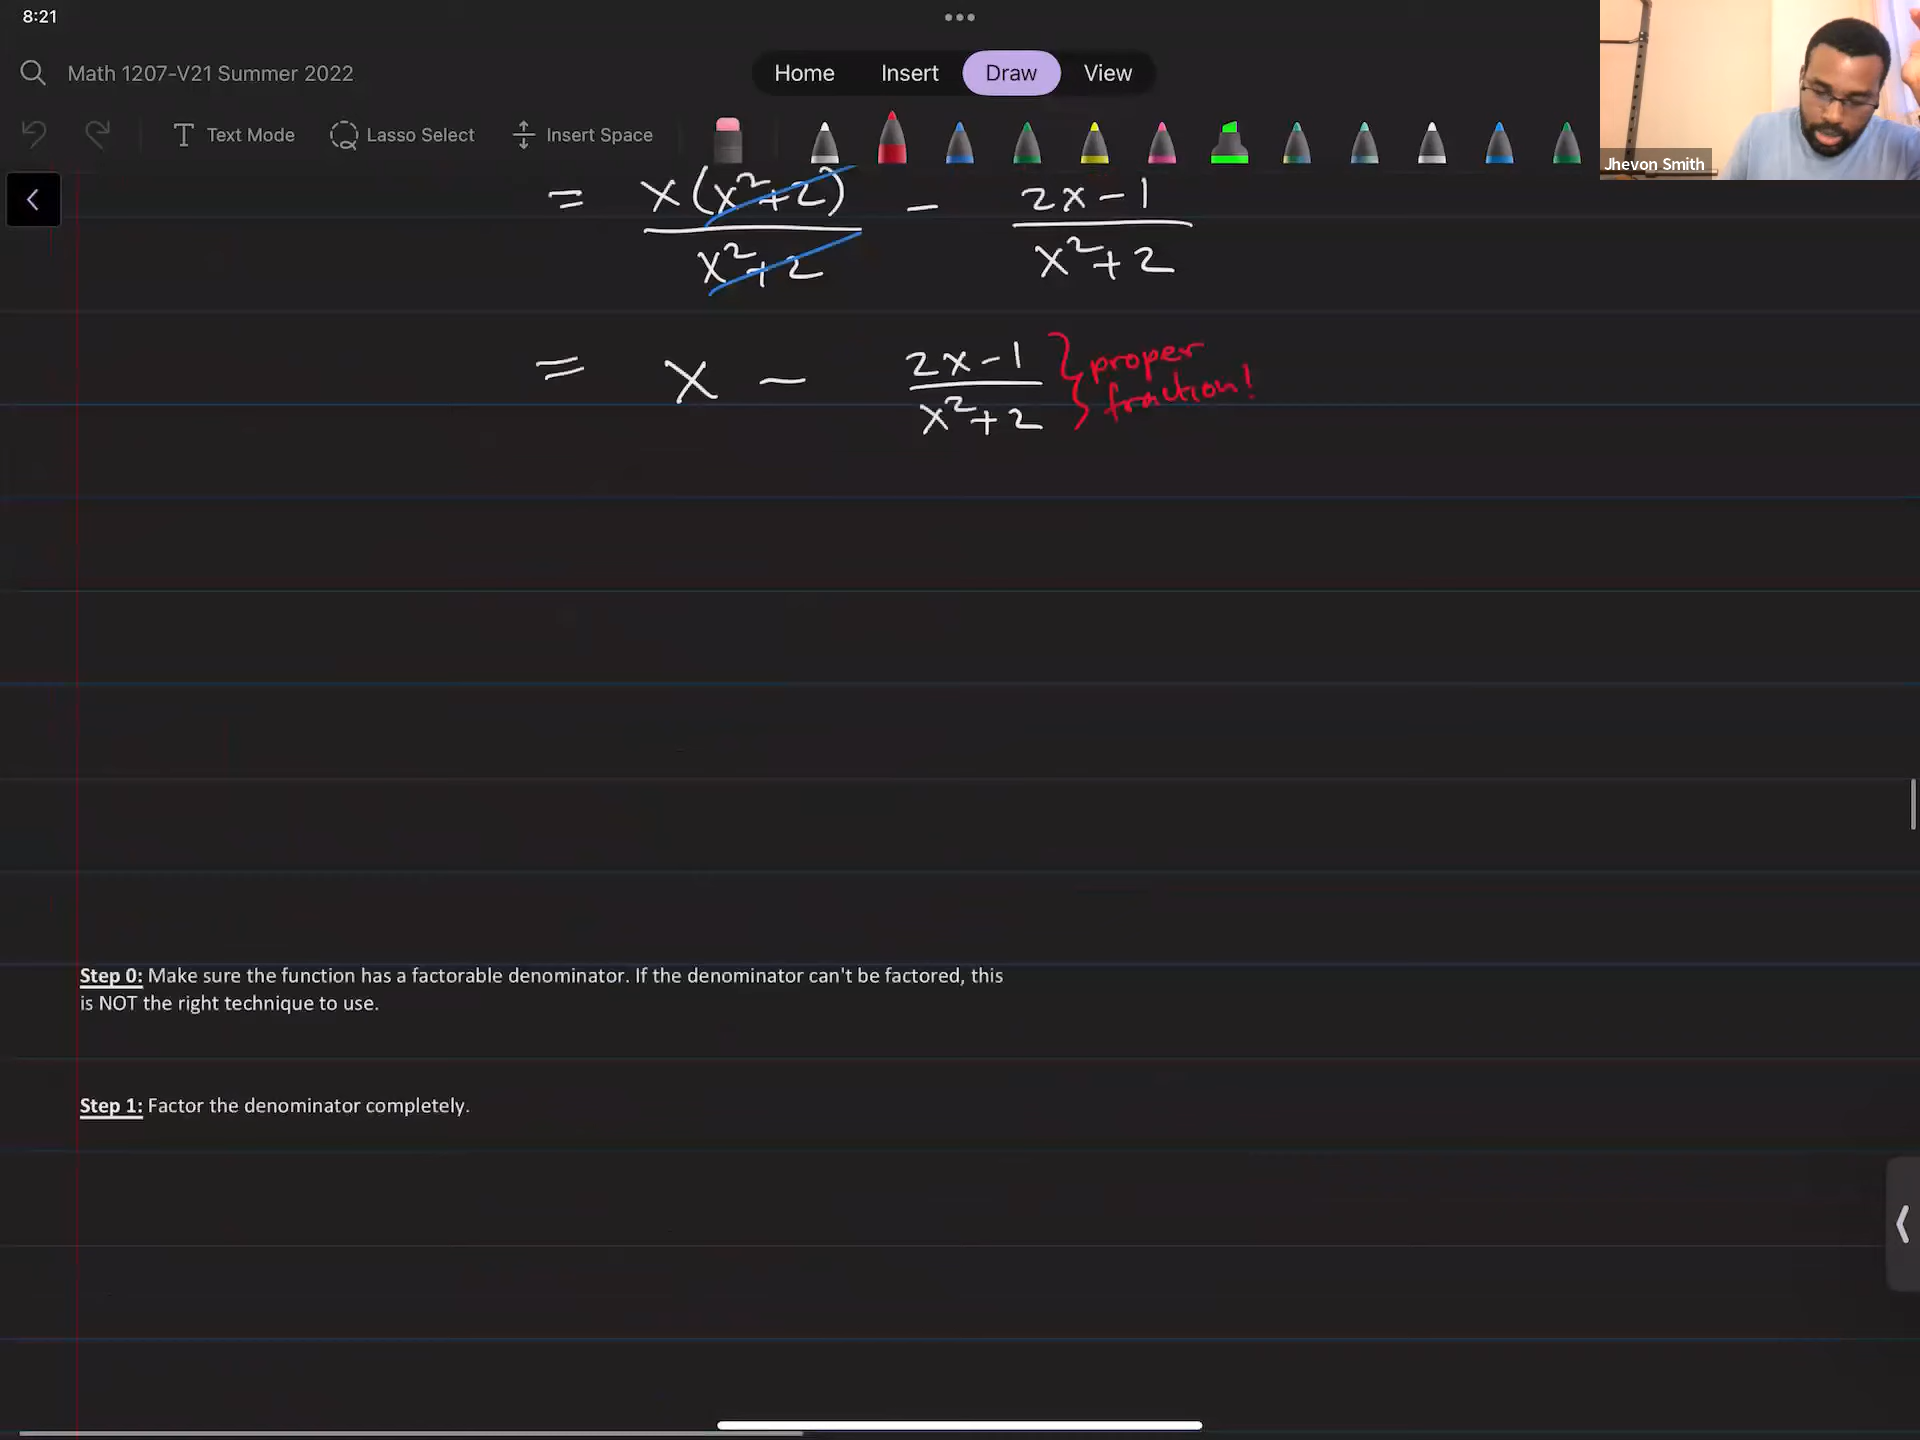 8:21
Math 1207-V21 Summer 2022
Home Insert Draw View
Text Mode Lasso Select Insert Space
Jhevon Smith
= x(x²+2)/x²+2 - 2x-1/x²+2
= x - 2x-1/x²+2 } proper fraction!
Step 0: Make sure the function has a factorable denominator. If the denominator can't be factored, this
is NOT the right technique to use.
Step 1: Factor the denominator completely.